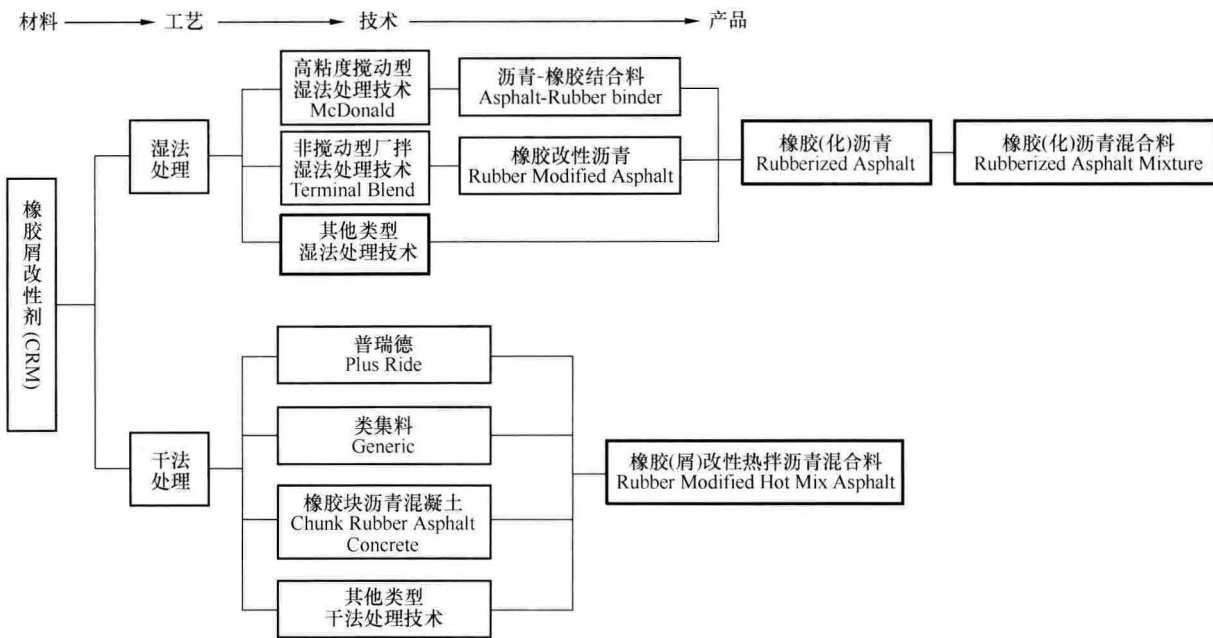 材料 工艺 技术 产品
橡胶屑改性剂(CRM)
湿法
处理
高粘度搅动型
湿法处理技术
McDonald
沥青-橡胶结合料
Asphalt-Rubber binder
非搅动型厂拌
湿法处理技术
Terminal Blend
橡胶改性沥青
Rubber Modified Asphalt
其他类型
湿法处理技术
橡胶(化)沥青
Rubberized Asphalt
橡胶(化)沥青混合料
Rubberized Asphalt Mixture
干法
处理
普瑞德
Plus Ride
类集料
Generic
橡胶块沥青混凝土
Chunk Rubber Asphalt
Concrete
其他类型
干法处理技术
橡胶(屑)改性热拌沥青混合料
Rubber Modified Hot Mix Asphalt